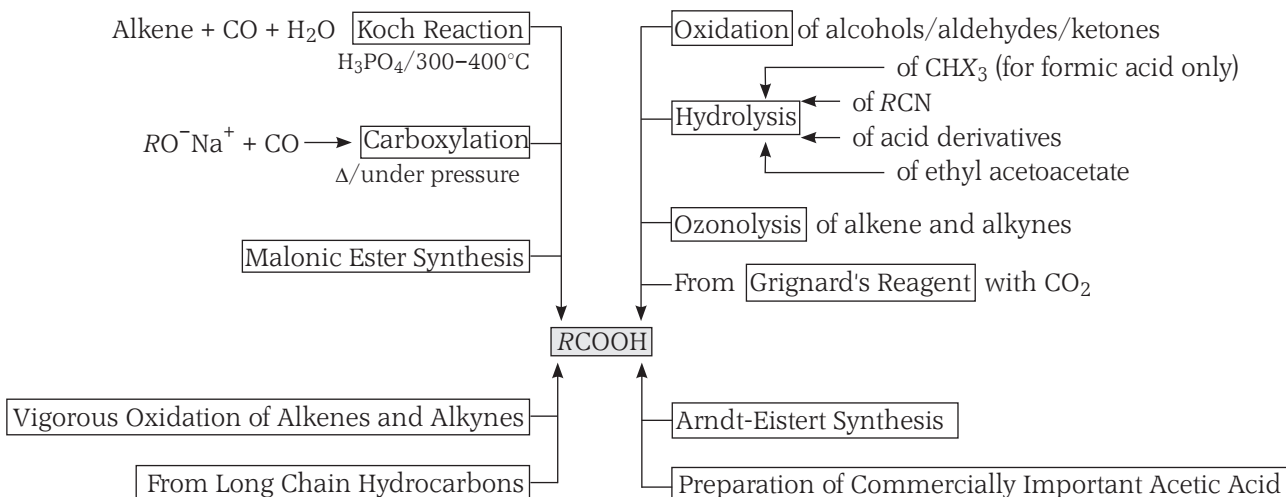 Alkene + CO + H₂O Koch Reaction
H₃PO₄/300–400°C
RO⁻Na⁺ + CO → Carboxylation
Δ/under pressure
Malonic Ester Synthesis
Oxidation of alcohols/aldehydes/ketones
of CHX₃ (for formic acid only)
Hydrolysis of RCN
of acid derivatives
of ethyl acetoacetate
Ozonolysis of alkene and alkynes
From Grignard's Reagent with CO₂
RCOOH
Vigorous Oxidation of Alkenes and Alkynes
From Long Chain Hydrocarbons
Arndt-Eistert Synthesis
Preparation of Commercially Important Acetic Acid